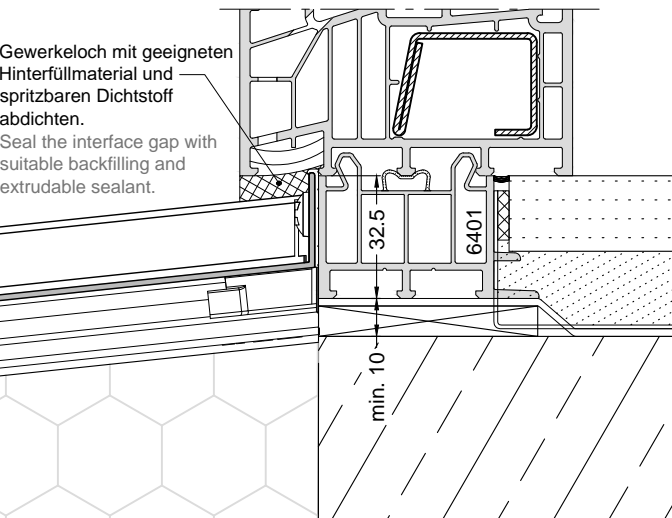 Gewerkeloch mit geeigneten
Hinterfüllmaterial und
spritzbaren Dichtstoff
abdichten.
Seal the interface gap with
suitable backfilling and
extrudable sealant.
32.5
6401
min. 10